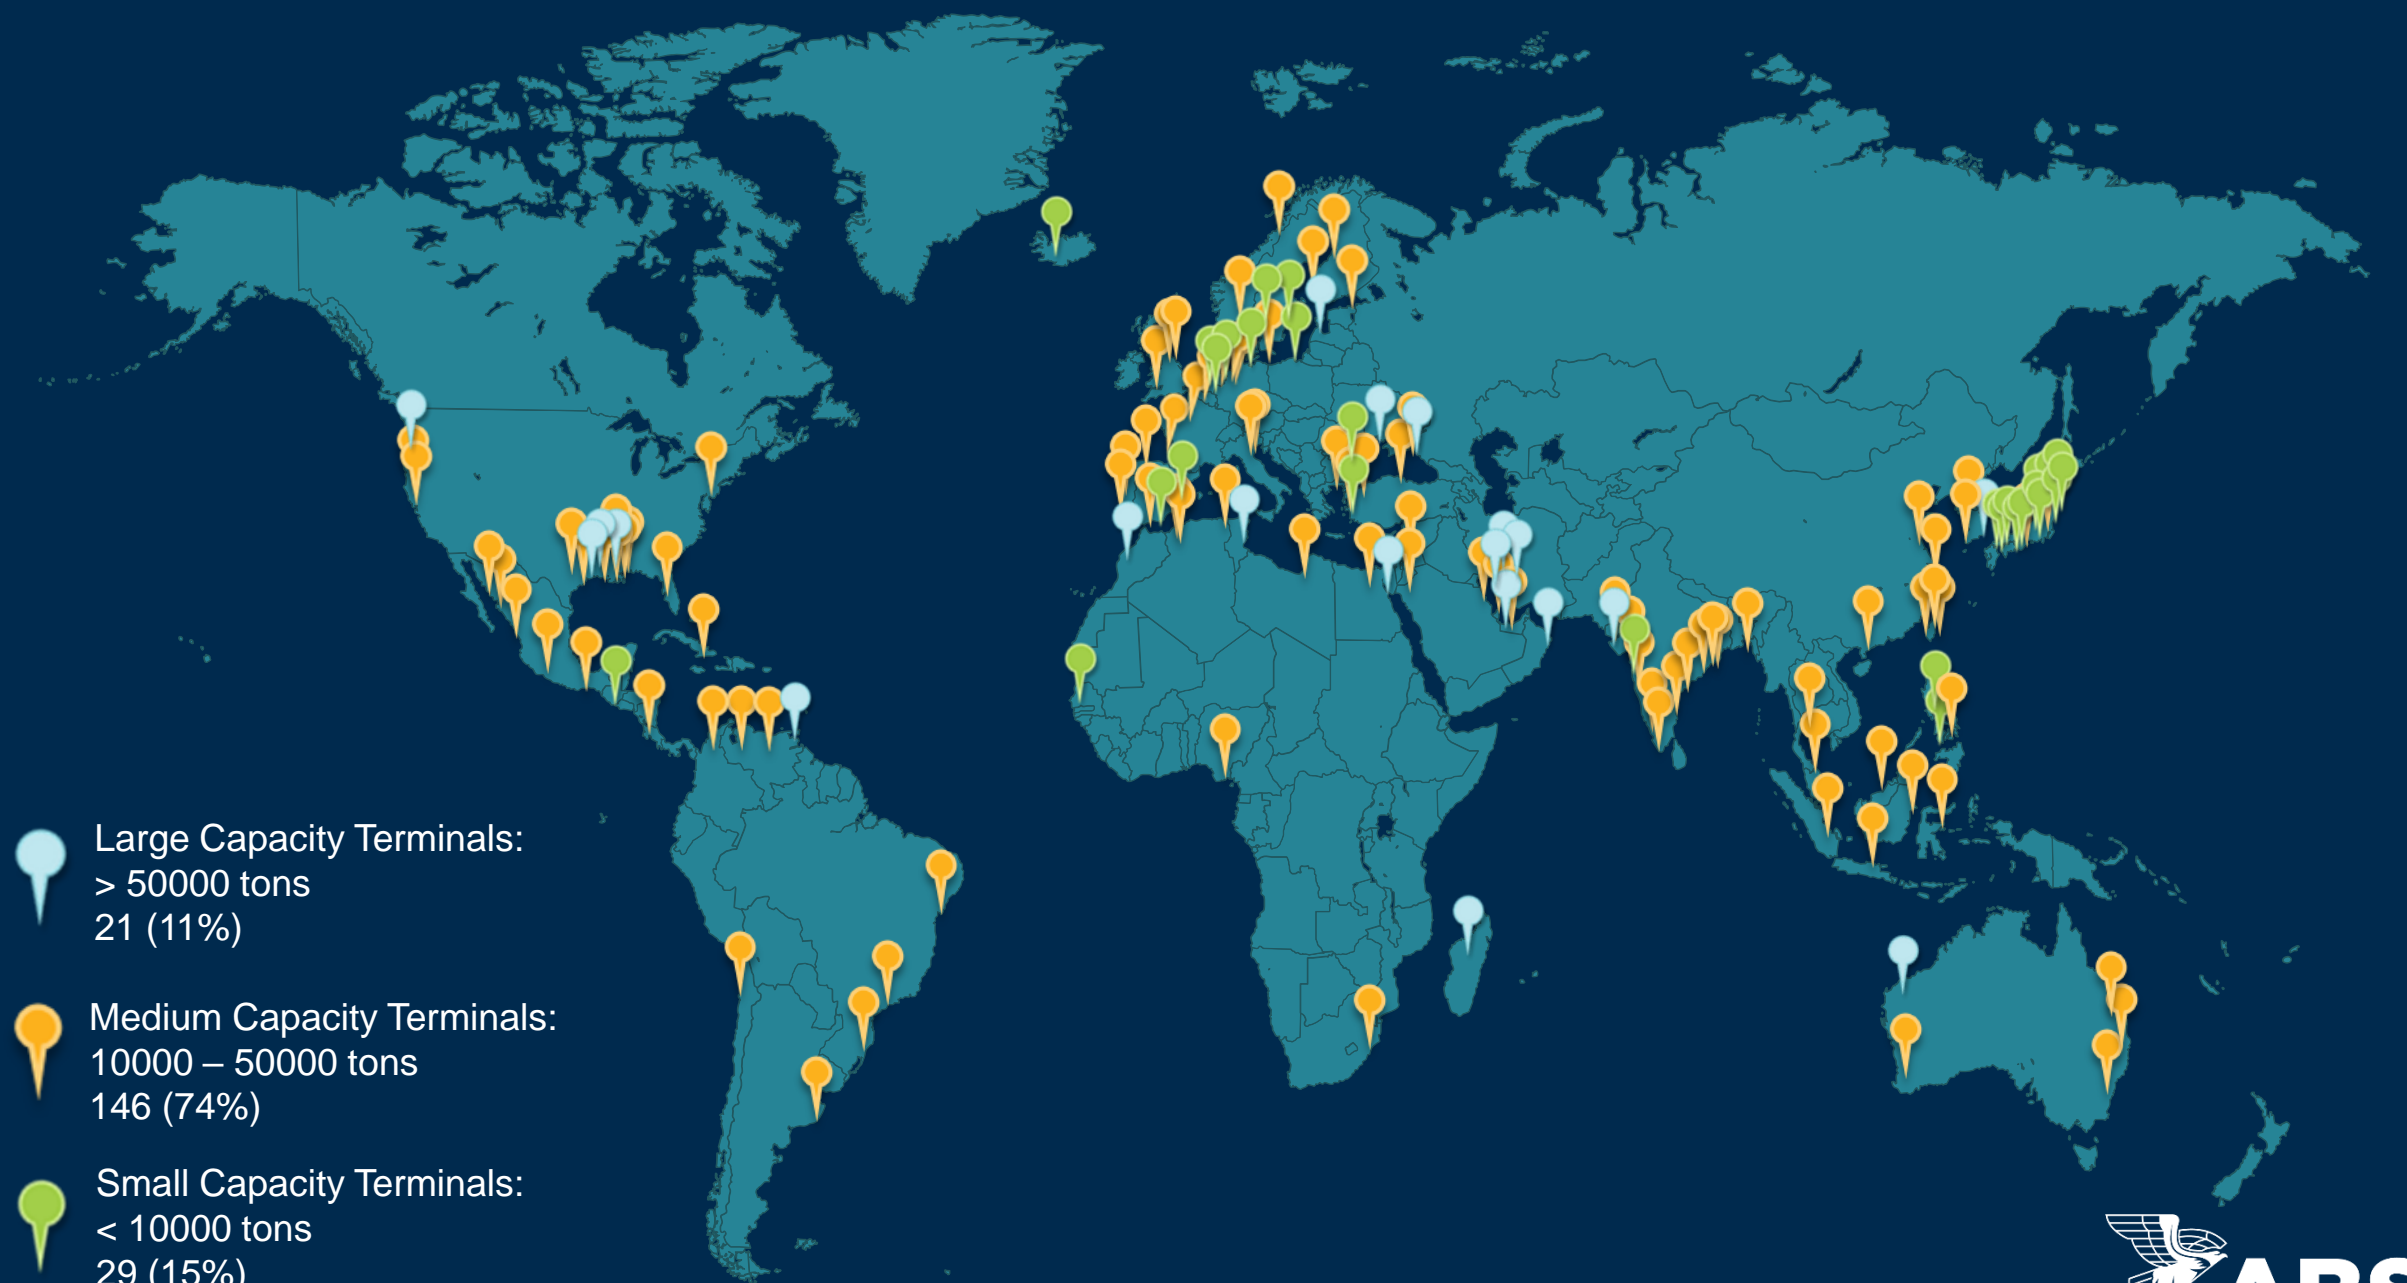 Large Capacity Terminals:
> 50000 tons
21 (11%)
Medium Capacity Terminals:
10000 – 50000 tons
146 (74%)
Small Capacity Terminals:
< 10000 tons
29 (15%)
ABS